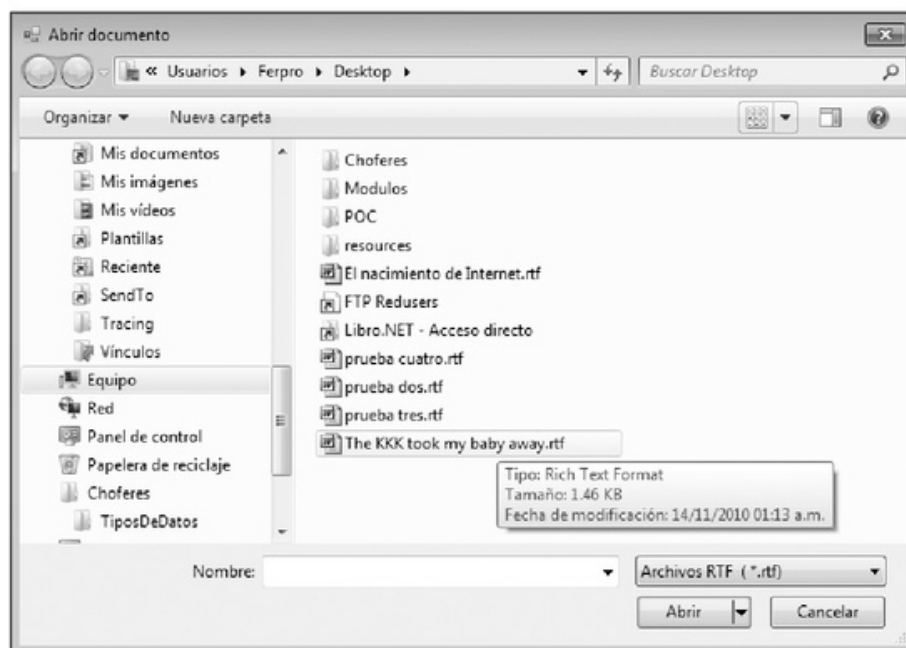 Abrir documento
« Usuarios ▸ Ferpro ▸ Desktop ▸
Buscar Desktop
Organizar ▾ Nueva carpeta
Mis documentos
Mis imágenes
Mis vídeos
Plantillas
Reciente
SendTo
Tracing
Vínculos
Equipo
Red
Panel de control
Papelera de reciclaje
Choferes
TiposDeDatos
Choferes
Modulos
POC
resources
El nacimiento de Internet.rtf
FTP Redusers
Libro.NET - Acceso directo
prueba cuatro.rtf
prueba dos.rtf
prueba tres.rtf
The KKK took my baby away.rtf
Tipo: Rich Text Format
Tamaño: 1.46 KB
Fecha de modificación: 14/11/2010 01:13 a.m.
Nombre:
Archivos RTF ( *.rtf)
Abrir
Cancelar